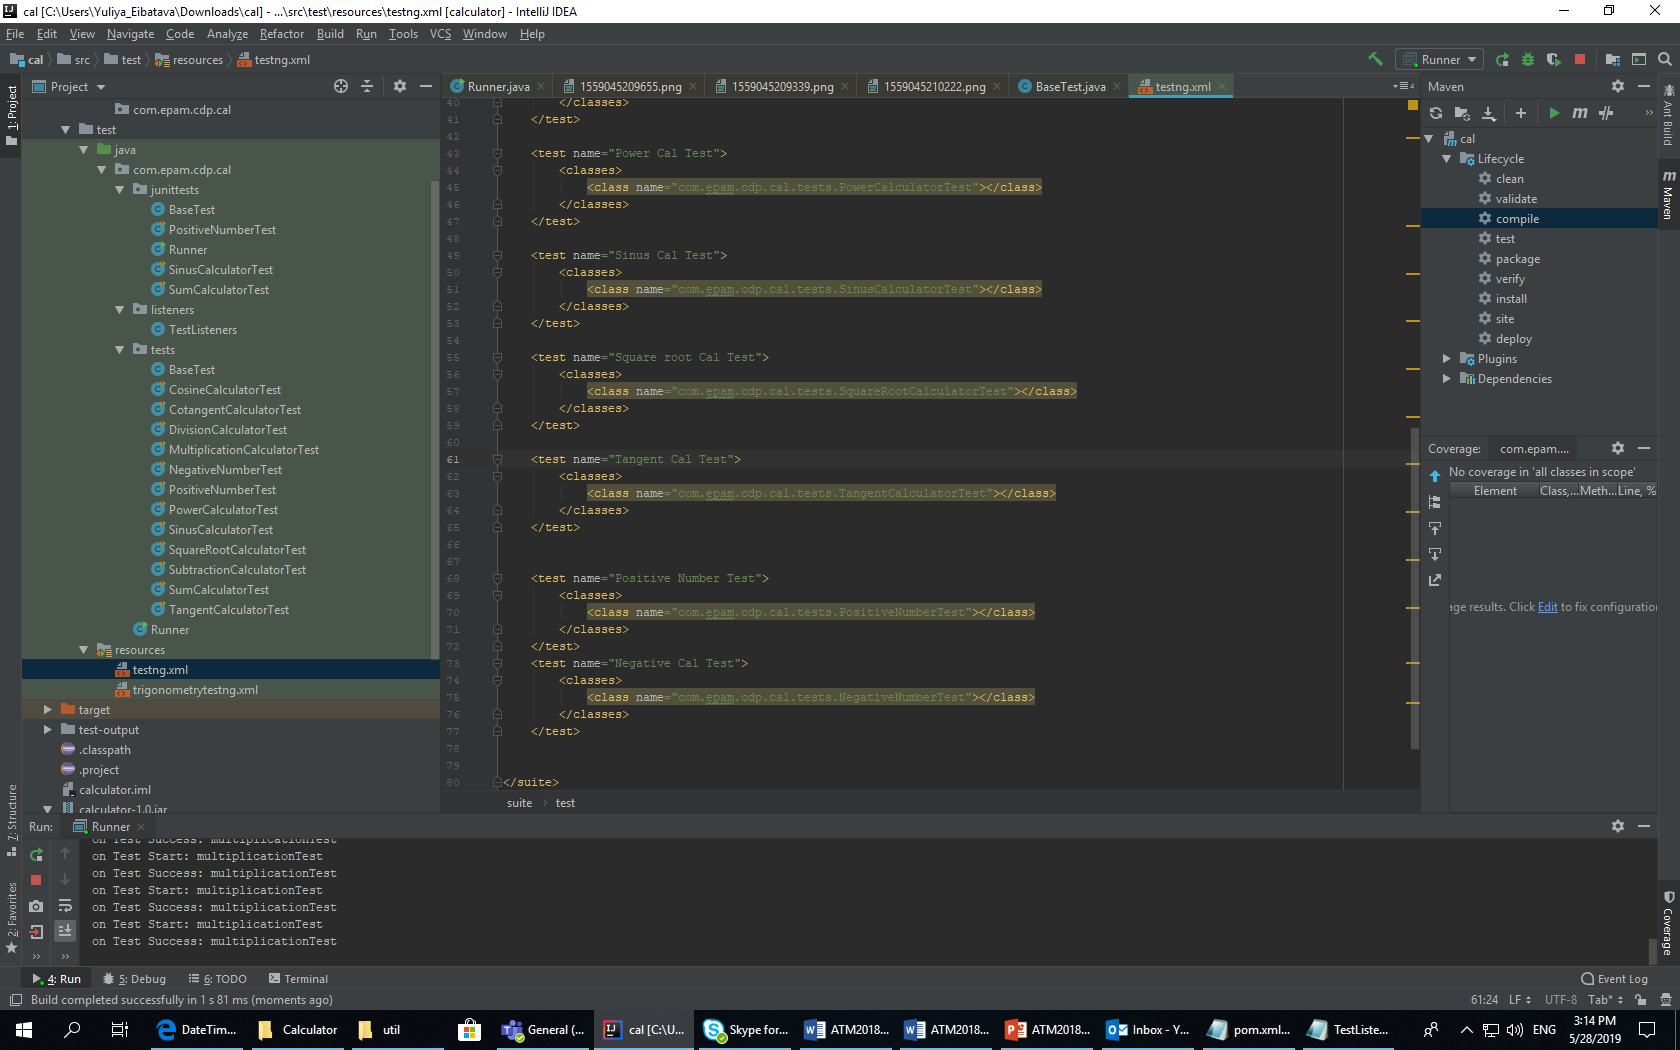 cal [C:\Users\Yuliya_Eibatava\Downloads\cal] - ...\src\test\resources\testng.xml [calculator] - IntelliJ IDEA
File Edit View Navigate Code Analyze Refactor Build Run Tools VCS Window Help
cal src test resources testng.xml
Runner
Project
Runner.java 1559045209655.png 1559045209339.png 1559045210222.png BaseTest.java testng.xml
1: Project
com.epam.cdp.cal
test
java
com.epam.cdp.cal
junittests
BaseTest
PositiveNumberTest
Runner
SinusCalculatorTest
SumCalculatorTest
listeners
TestListeners
tests
BaseTest
CosineCalculatorTest
CotangentCalculatorTest
DivisionCalculatorTest
MultiplicationCalculatorTest
NegativeNumberTest
PositiveNumberTest
PowerCalculatorTest
SinusCalculatorTest
SquareRootCalculatorTest
SubtractionCalculatorTest
SumCalculatorTest
TangentCalculatorTest
Runner
resources
testng.xml
trigonometrytestng.xml
target
test-output
.classpath
.project
calculator.iml
calculator-1.0.jar
7: Structure
2: Favorites
40 </classes>
41 </test>
42
43 <test name="Power Cal Test">
44 <classes>
45 <class name="com.epam.cdp.cal.tests.PowerCalculatorTest"></class>
46 </classes>
47 </test>
48
49 <test name="Sinus Cal Test">
50 <classes>
51 <class name="com.epam.cdp.cal.tests.SinusCalculatorTest"></class>
52 </classes>
53 </test>
54
55 <test name="Square root Cal Test">
56 <classes>
57 <class name="com.epam.cdp.cal.tests.SquareRootCalculatorTest"></class>
58 </classes>
59 </test>
60
61 <test name="Tangent Cal Test">
62 <classes>
63 <class name="com.epam.cdp.cal.tests.TangentCalculatorTest"></class>
64 </classes>
65 </test>
66
67
68 <test name="Positive Number Test">
69 <classes>
70 <class name="com.epam.cdp.cal.tests.PositiveNumberTest"></class>
71 </classes>
72 </test>
73 <test name="Negative Cal Test">
74 <classes>
75 <class name="com.epam.cdp.cal.tests.NegativeNumberTest"></class>
76 </classes>
77 </test>
78
79
80 </suite>
suite test
Maven
cal
Lifecycle
clean
validate
compile
test
package
verify
install
site
deploy
Plugins
Dependencies
Ant Build
Maven
Coverage: com.epam....
No coverage in 'all classes in scope'
Element Class,... Meth... Line, %
age results. Click Edit to fix configuration
Coverage
Run: Runner
on Test Success: multiplicationTest
on Test Start: multiplicationTest
on Test Success: multiplicationTest
on Test Start: multiplicationTest
on Test Success: multiplicationTest
on Test Start: multiplicationTest
on Test Success: multiplicationTest
4: Run 5: Debug 6: TODO Terminal Event Log
Build completed successfully in 1 s 81 ms (moments ago) 61:24 LF UTF-8 Tab*
DateTim... Calculator util General (... cal [C:\U... Skype for... ATM2018... ATM2018... ATM2018... Inbox - Y... pom.xml... TestListe... ENG 3:14 PM
5/28/2019